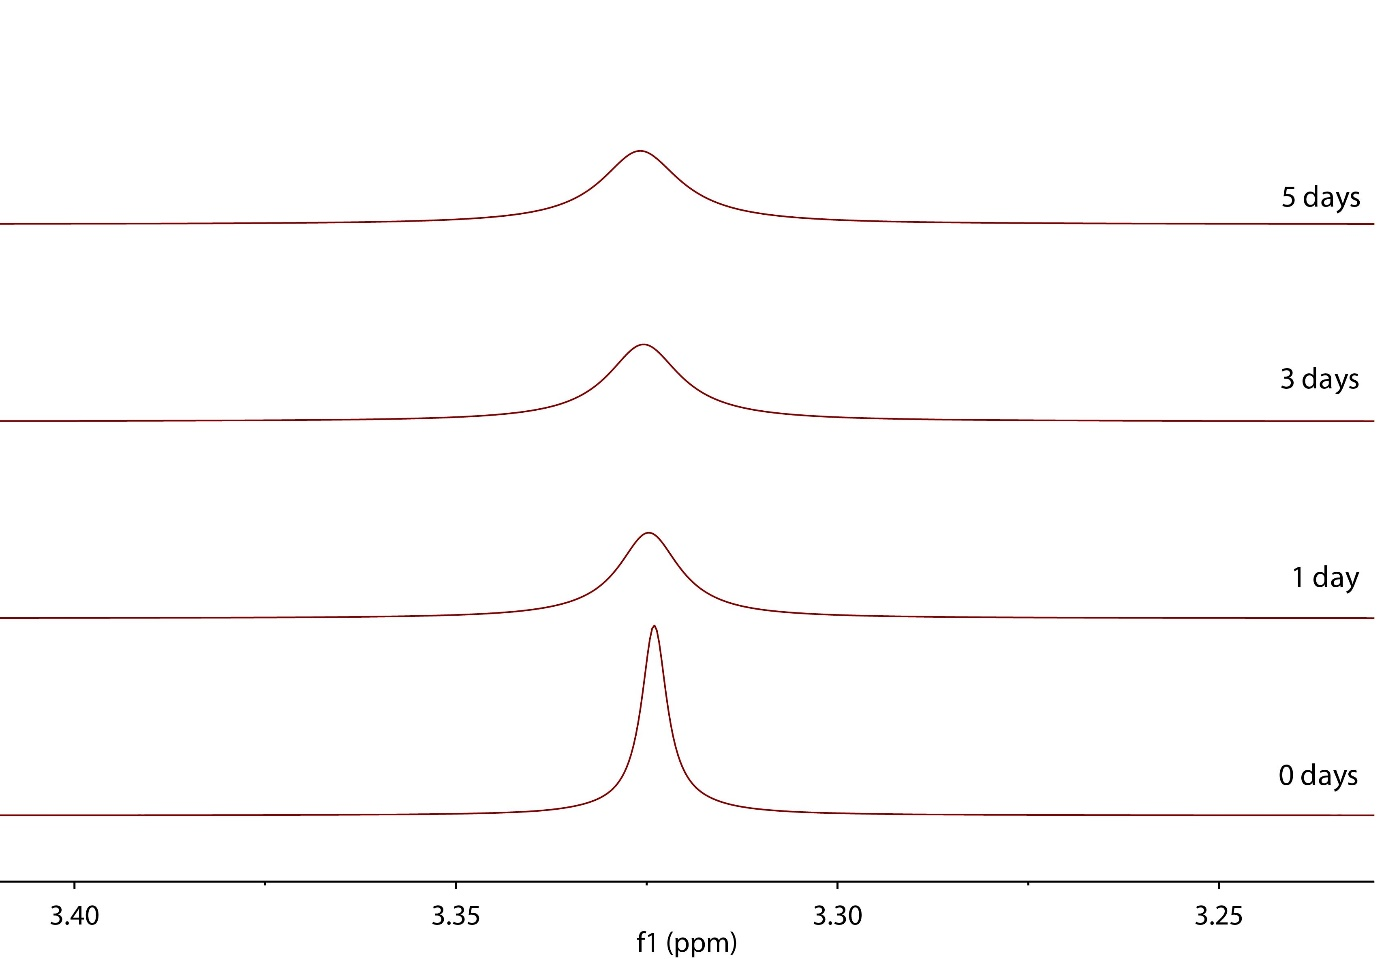 5 days
3 days
1 day
0 days
3.40 3.35 3.30 3.25
f1 (ppm)